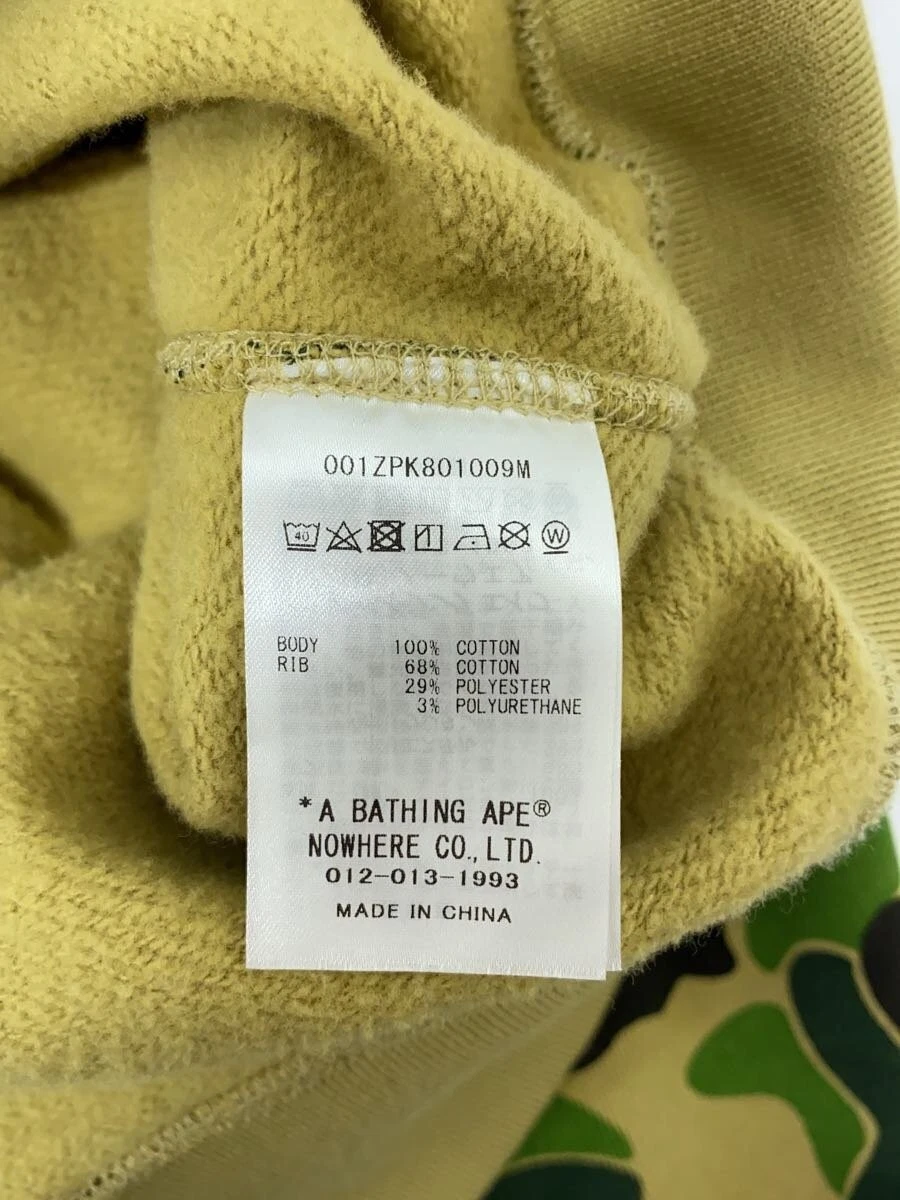 001ZPK801009M
40 W
BODY 100% COTTON
RIB 68% COTTON
29% POLYESTER
3% POLYURETHANE
*A BATHING APE®
NOWHERE CO., LTD.
012-013-1993
MADE IN CHINA